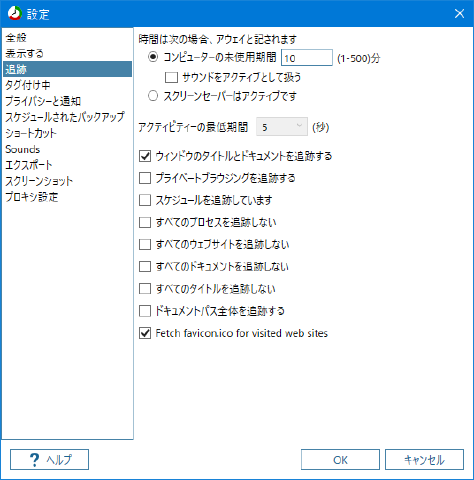 設定
全般
表示する
追跡
タグ付け中
プライバシーと通知
スケジュールされたバックアップ
ショートカット
Sounds
エクスポート
スクリーンショット
プロキシ設定
時間は次の場合、アウェイと記されます
コンピューターの未使用期間 10 (1-500)分
サウンドをアクティブとして扱う
スクリーンセーバーはアクティブです
アクティビティーの最低期間 5 (秒)
ウィンドウのタイトルとドキュメントを追跡する
プライベートブラウジングを追跡する
スケジュールを追跡しています
すべてのプロセスを追跡しない
すべてのウェブサイトを追跡しない
すべてのドキュメントを追跡しない
すべてのタイトルを追跡しない
ドキュメントパス全体を追跡する
Fetch favicon.ico for visited web sites
? ヘルプ
OK
キャンセル